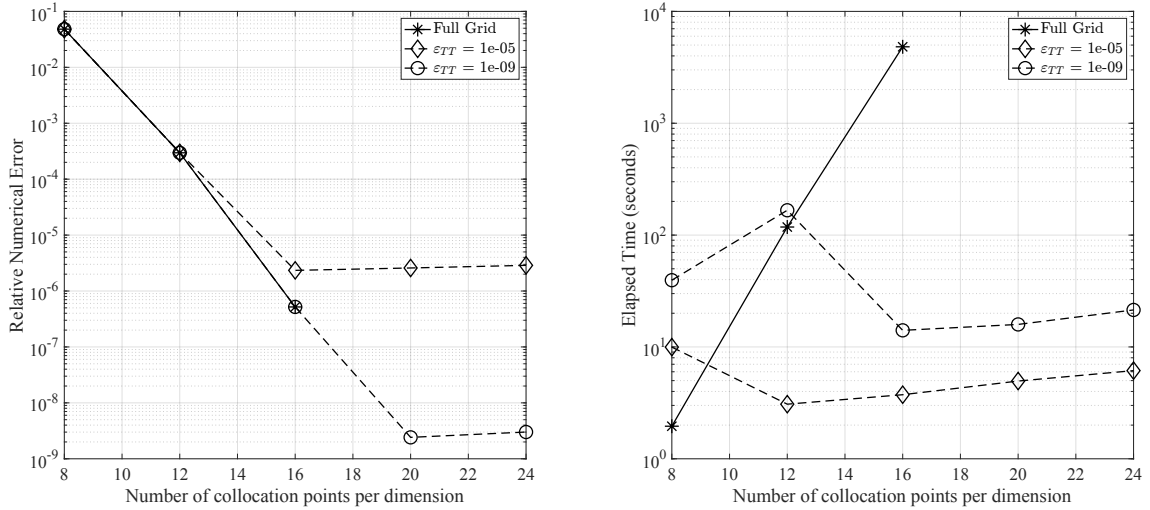 10^-1
10^-2
10^-3
10^-4
10^-5
10^-6
10^-7
10^-8
10^-9
Relative Numerical Error
8 10 12 14 16 18 20 22 24
Number of collocation points per dimension
Full Grid
ε_TT = 1e-05
ε_TT = 1e-09
10^4
10^3
10^2
10^1
10^0
Elapsed Time (seconds)
8 10 12 14 16 18 20 22 24
Number of collocation points per dimension
Full Grid
ε_TT = 1e-05
ε_TT = 1e-09